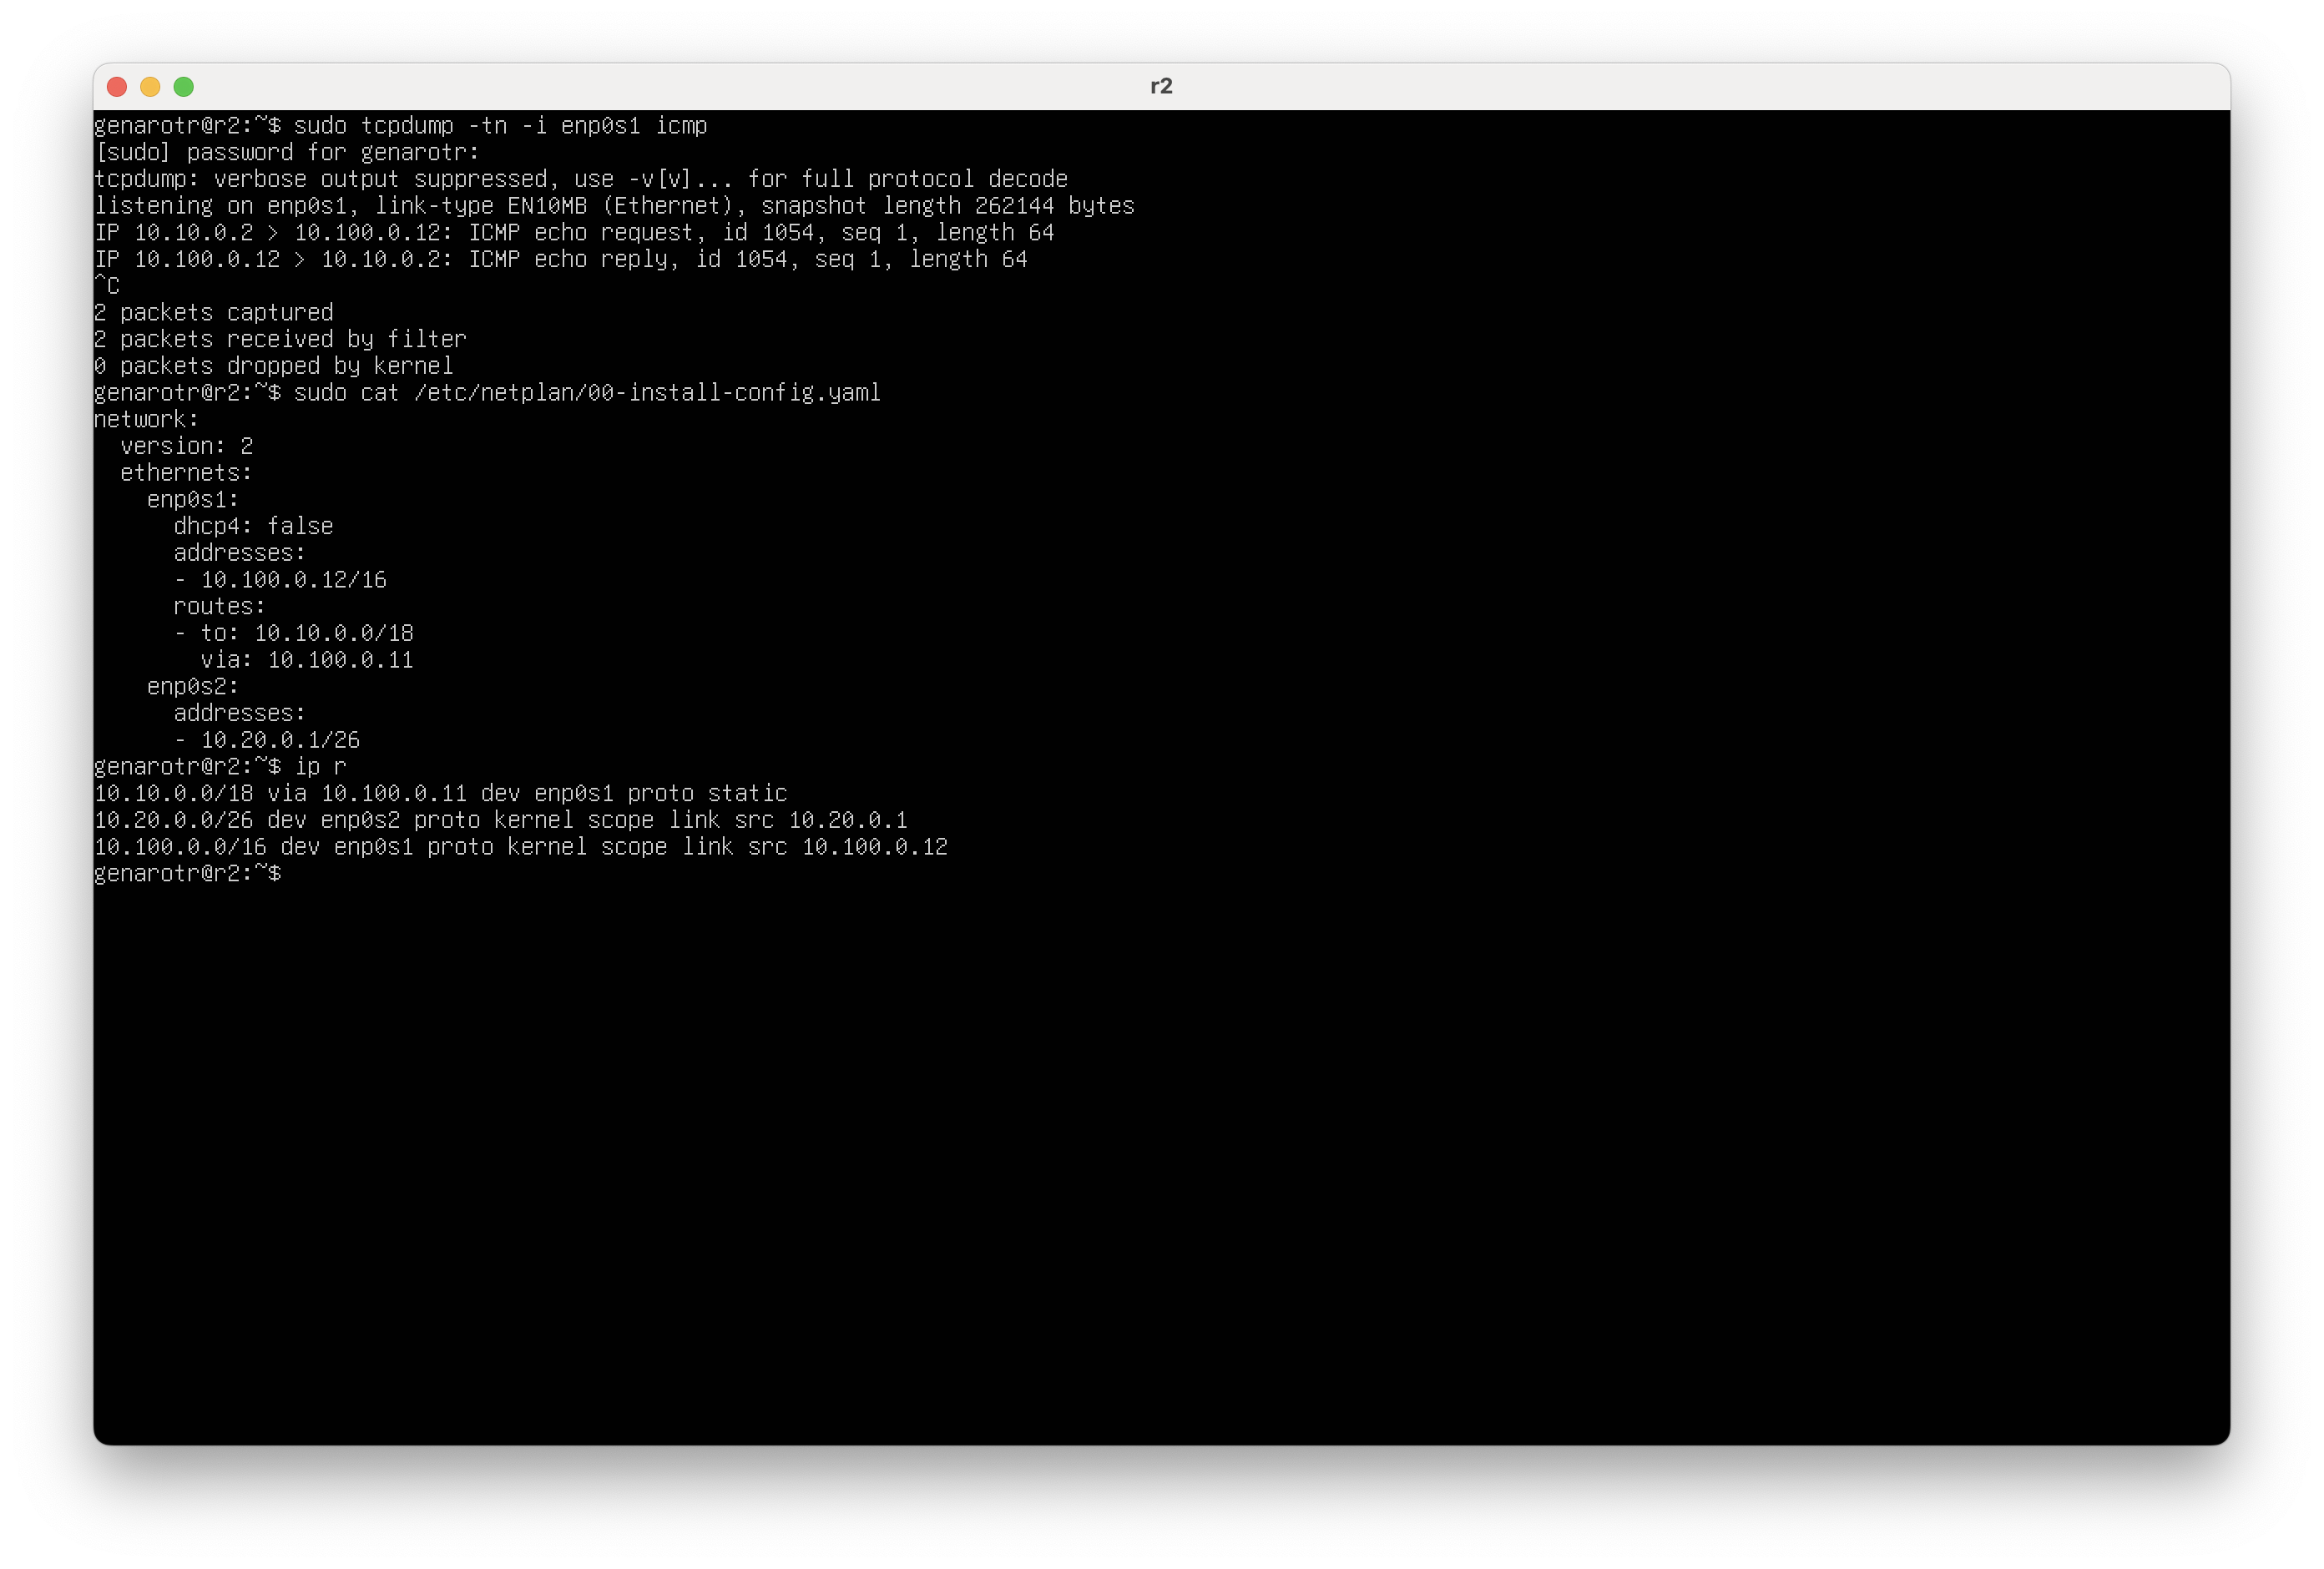 r2
genarotr@r2:~$ sudo tcpdump -tn -i enp0s1 icmp
[sudo] password for genarotr:
tcpdump: verbose output suppressed, use -v[v]... for full protocol decode
listening on enp0s1, link-type EN10MB (Ethernet), snapshot length 262144 bytes
IP 10.10.0.2 > 10.100.0.12: ICMP echo request, id 1054, seq 1, length 64
IP 10.100.0.12 > 10.10.0.2: ICMP echo reply, id 1054, seq 1, length 64
^C
2 packets captured
2 packets received by filter
0 packets dropped by kernel
genarotr@r2:~$ sudo cat /etc/netplan/00-install-config.yaml
network:
  version: 2
  ethernets:
    enp0s1:
      dhcp4: false
      addresses:
      - 10.100.0.12/16
      routes:
      - to: 10.10.0.0/18
        via: 10.100.0.11
    enp0s2:
      addresses:
      - 10.20.0.1/26
genarotr@r2:~$ ip r
10.10.0.0/18 via 10.100.0.11 dev enp0s1 proto static
10.20.0.0/26 dev enp0s2 proto kernel scope link src 10.20.0.1
10.100.0.0/16 dev enp0s1 proto kernel scope link src 10.100.0.12
genarotr@r2:~$